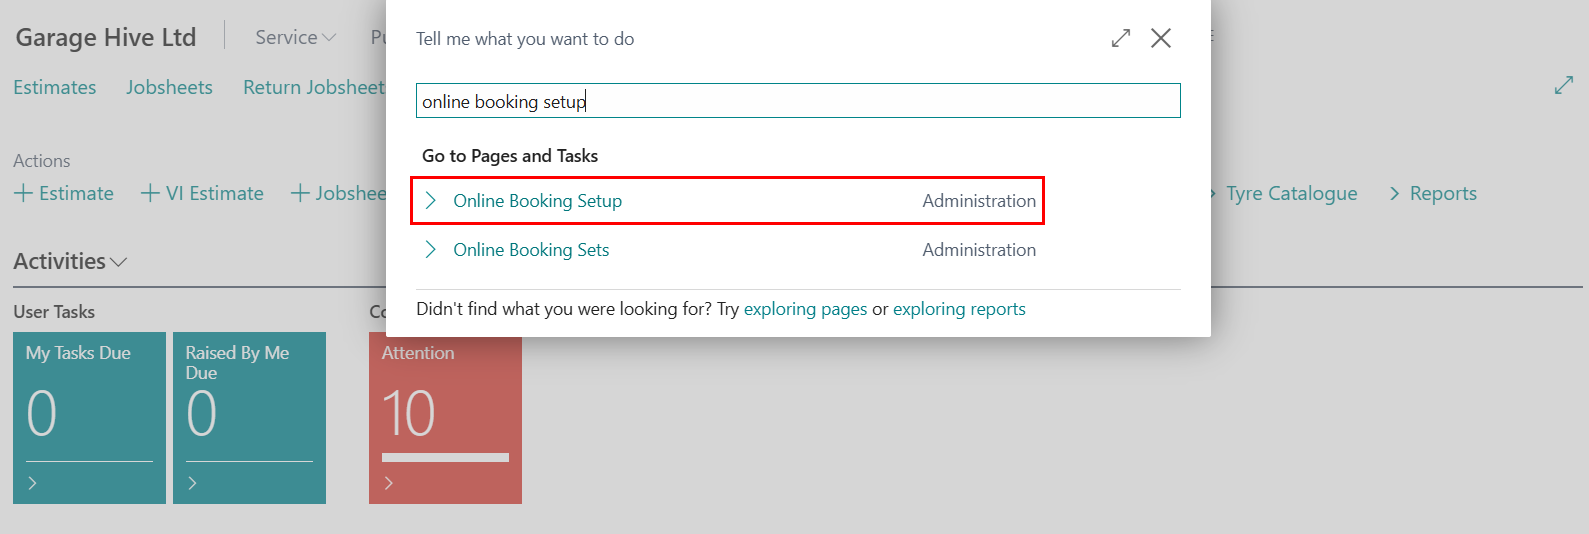 Garage Hive Ltd
Service
Tell me what you want to do
Estimates
Jobsheets
Return Jobsheet
online booking setup
Go to Pages and Tasks
Actions
Estimate
VI Estimate
Online Booking Setup
Administration
Tyre Catalogue
Reports
Online Booking Sets
Administration
Activities
Didn't find what you were looking for? Try exploring pages or exploring reports
User Tasks
My Tasks Due
0
Raised By Me
Due
0
Attention
10